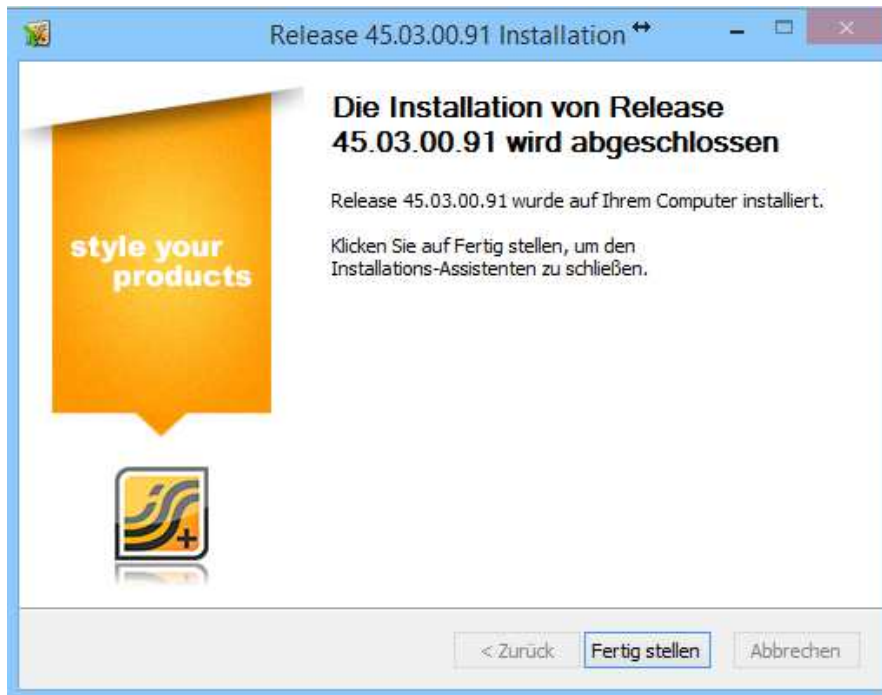 Release 45.03.00.91 Installation
Die Installation von Release
45.03.00.91 wird abgeschlossen
Release 45.03.00.91 wurde auf Ihrem Computer installiert.
Klicken Sie auf Fertig stellen, um den
Installations-Assistenten zu schließen.
style your
products
< Zurück
Fertig stellen
Abbrechen